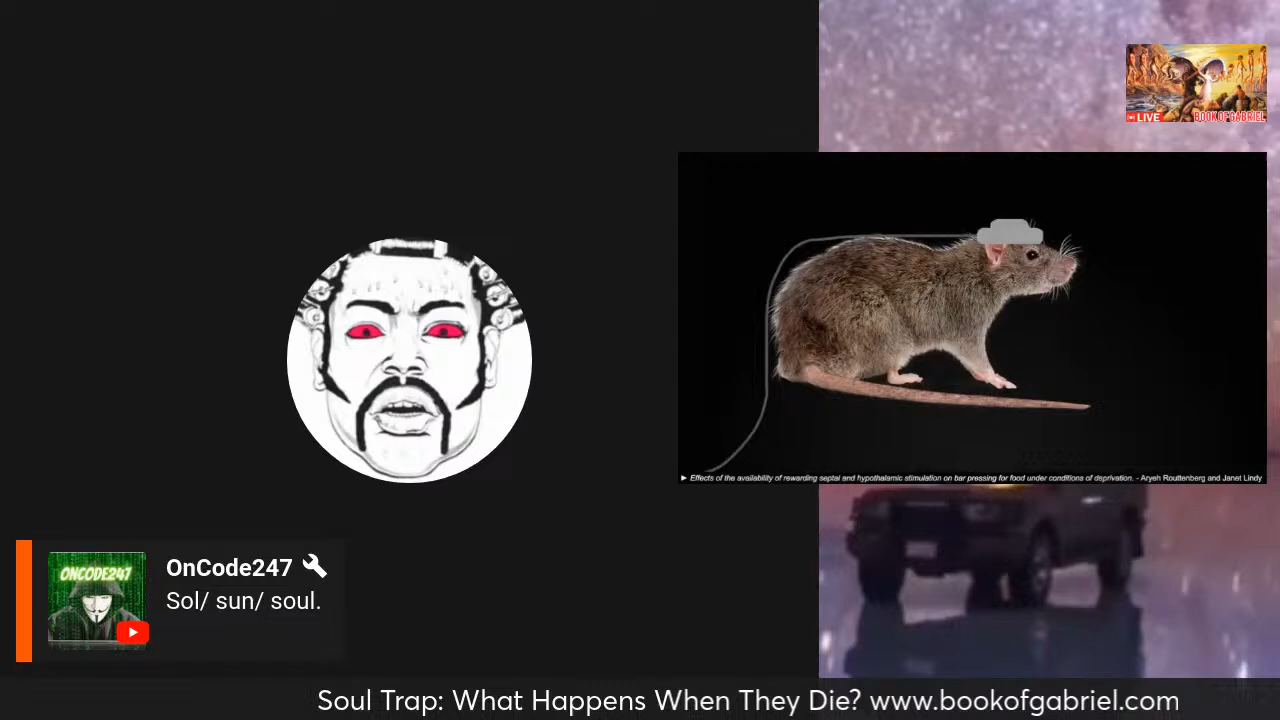 LIVE
BOOK OF GABRIEL
► Effects of the availability of rewarding septal and hypothalamic stimulation on bar pressing for food under conditions of deprivation. - Aryeh Routtenberg and Janet Lindy
ONCODE247
OnCode247
Sol/ sun/ soul.
Soul Trap: What Happens When They Die? www.bookofgabriel.com